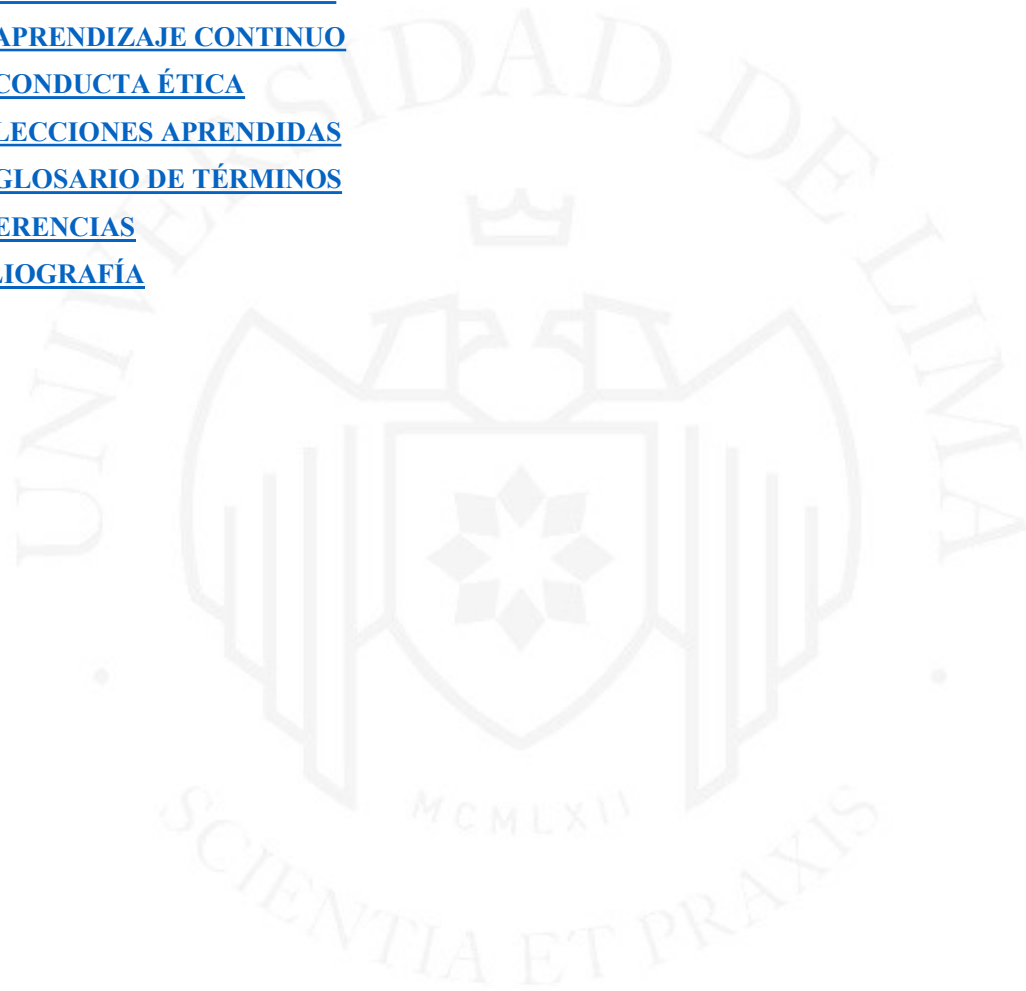 APRENDIZAJE CONTINUO
CONDUCTA ÉTICA
LECCIONES APRENDIDAS
GLOSARIO DE TÉRMINOS
ERENCIAS
LIOGRAFÍA
UNIVERSIDAD DE LIMA
MCMLXII
SCIENTIA ET PRAXIS